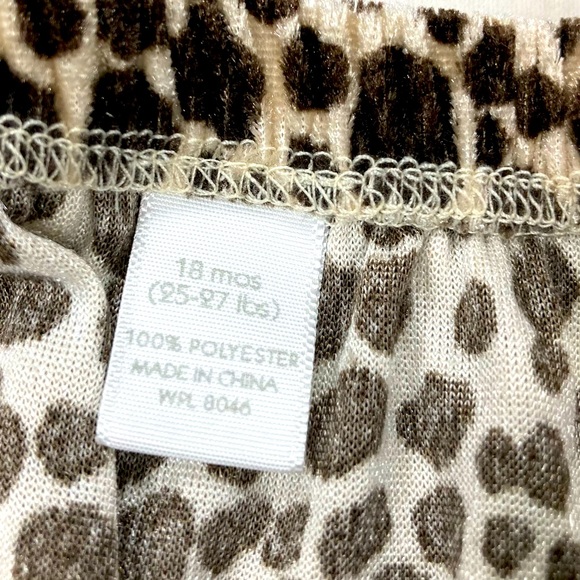 18 mos
(25-27 lbs)
100% POLYESTER
MADE IN CHINA
WPL 8046